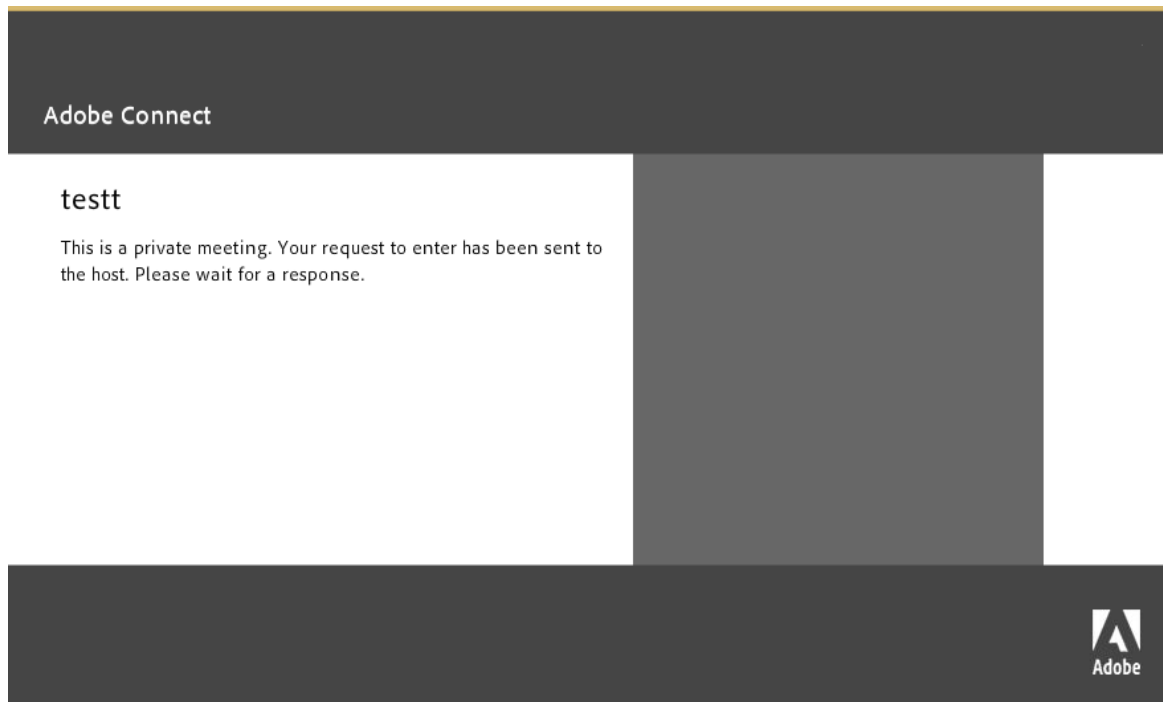 Adobe Connect
testt
This is a private meeting. Your request to enter has been sent to
the host. Please wait for a response.
Adobe